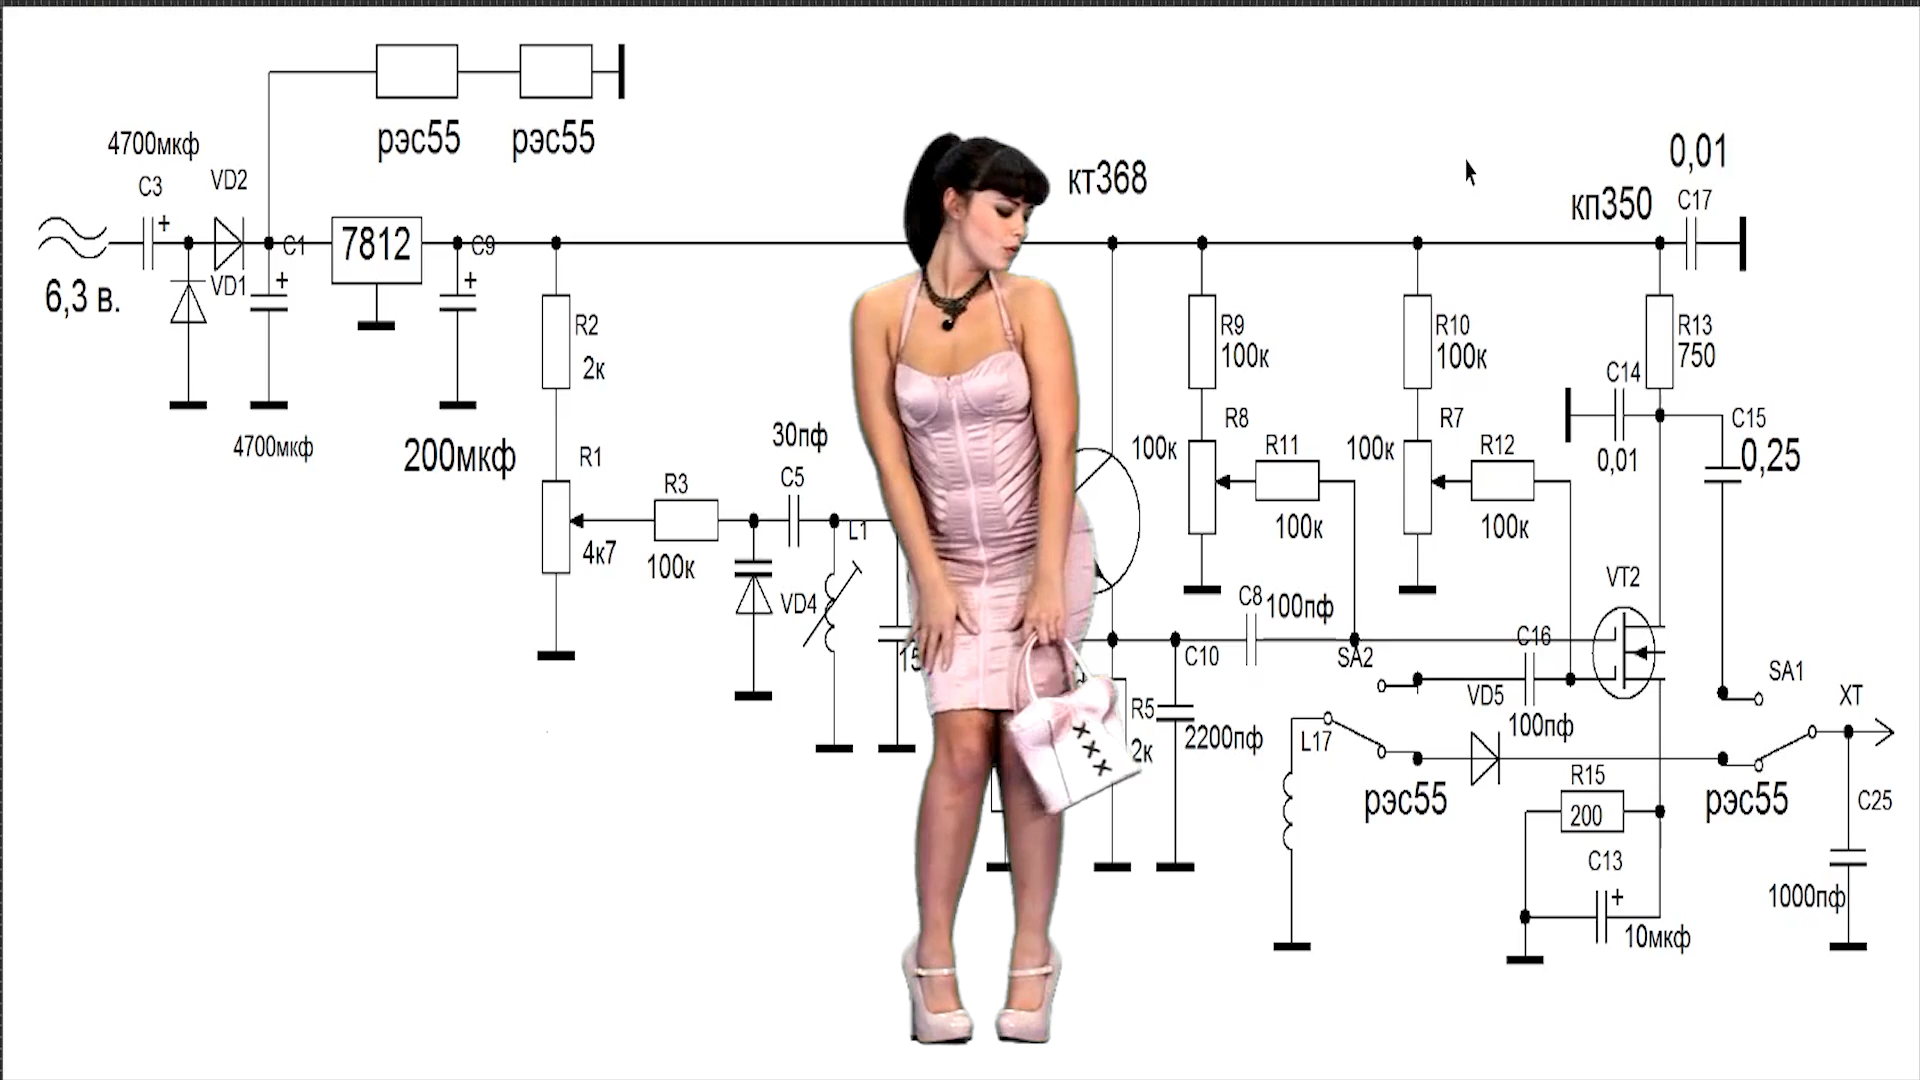 рэс55
рэс55
4700мкф
C3
+
VD2
6,3 в.
VD1
C1
+
7812
C9
+
4700мкф
200мкф
R2
2к
R1
4к7
R3
100к
30пф
C5
VD4
L1
кт368
R9
100к
R8
100к
R11
100к
R10
100к
R7
100к
R12
100к
кп350
0,01
C17
R13
750
C14
0,01
C15
0,25
VT2
C8
100пф
C10
2200пф
R5
2к
XXX
SA2
C16
100пф
VD5
L17
рэс55
SA1
рэс55
XT
R15
200
C13
+
10мкф
C25
1000пф